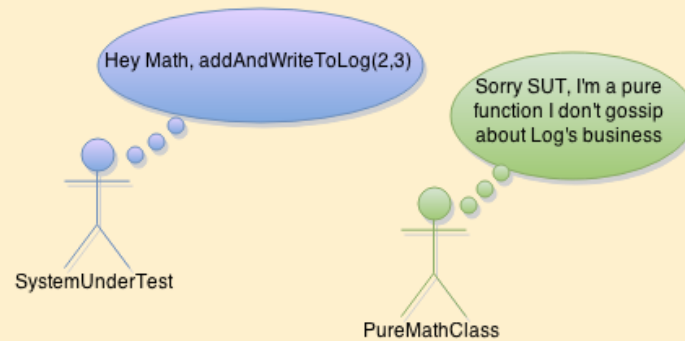 Hey Math, addAndWriteToLog(2,3)
Sorry SUT, I'm a pure
function I don't gossip
about Log's business
SystemUnderTest
PureMathClass